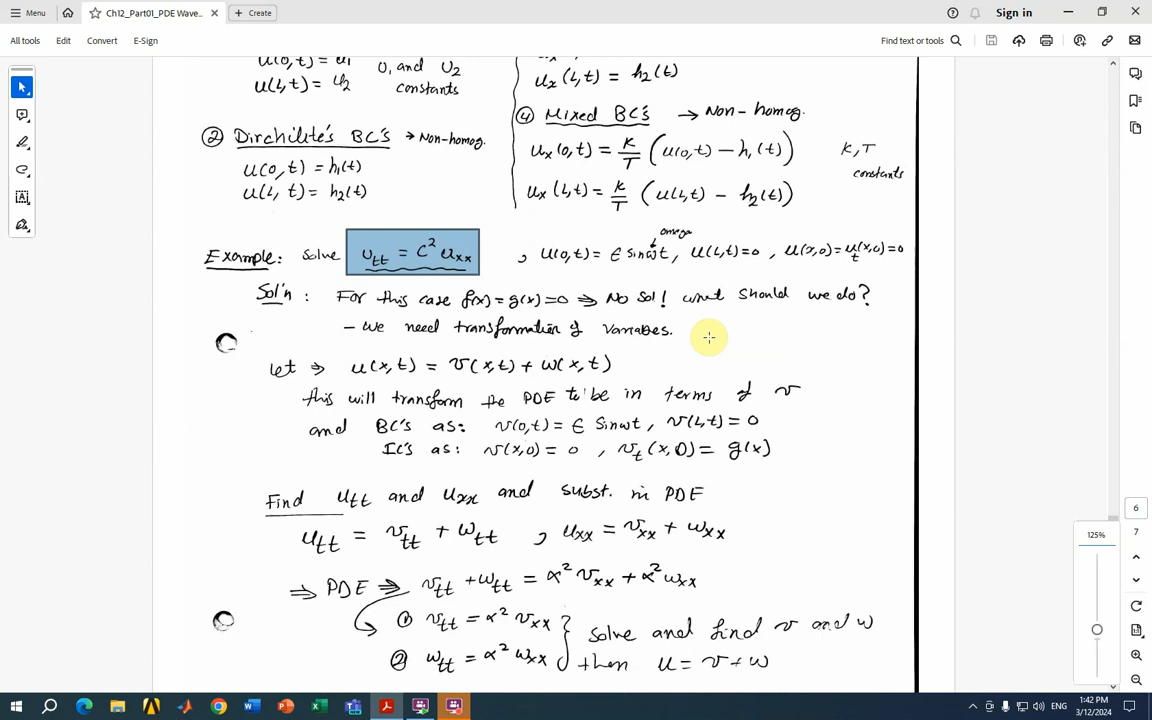 Menu
Ch12_Part01_PDE Wave...
Create
Sign in
All tools
Edit
Convert
E-Sign
Find text or tools
u(0,t) = u1
u(L,t) = u2
U, and U2
constants
ux(L,t) = h2(t)
② Dirchilite's BC's → Non-homog.
u(0,t) = h1(t)
u(L,t) = h2(t)
④ Mixed BC's → Non-homog.
ux(0,t) = K/T (u(0,t) − h1(t))
ux(L,t) = K/T (u(L,t) − h2(t))
K,T
constants
Example: Solve utt = C² uxx , u(0,t) = ε sinωt, u(L,t)=0 , u(x,0)=ut(x,0)=0
omega
Sol'n : For this case f(x)=g(x)=0 ⇒ No Sol! what should we do?
- We need transformation of variables.
Let ⇒ u(x,t) = v(x,t) + w(x,t)
this will transform the PDE to be in terms of v
and BC's as: v(0,t) = ε Sinωt , v(L,t) = 0
IC's as: v(x,0) = 0 , vt(x,0) = g(x)
Find utt and uxx and subst. in PDE
utt = vtt + wtt , uxx = vxx + wxx
⇒ PDE ⇒ vtt + wtt = α² vxx + α² wxx
① vtt = α² vxx
② wtt = α² wxx
Solve and find v and w
then u = v + w
6
7
125%
ENG
1:42 PM
3/12/2024